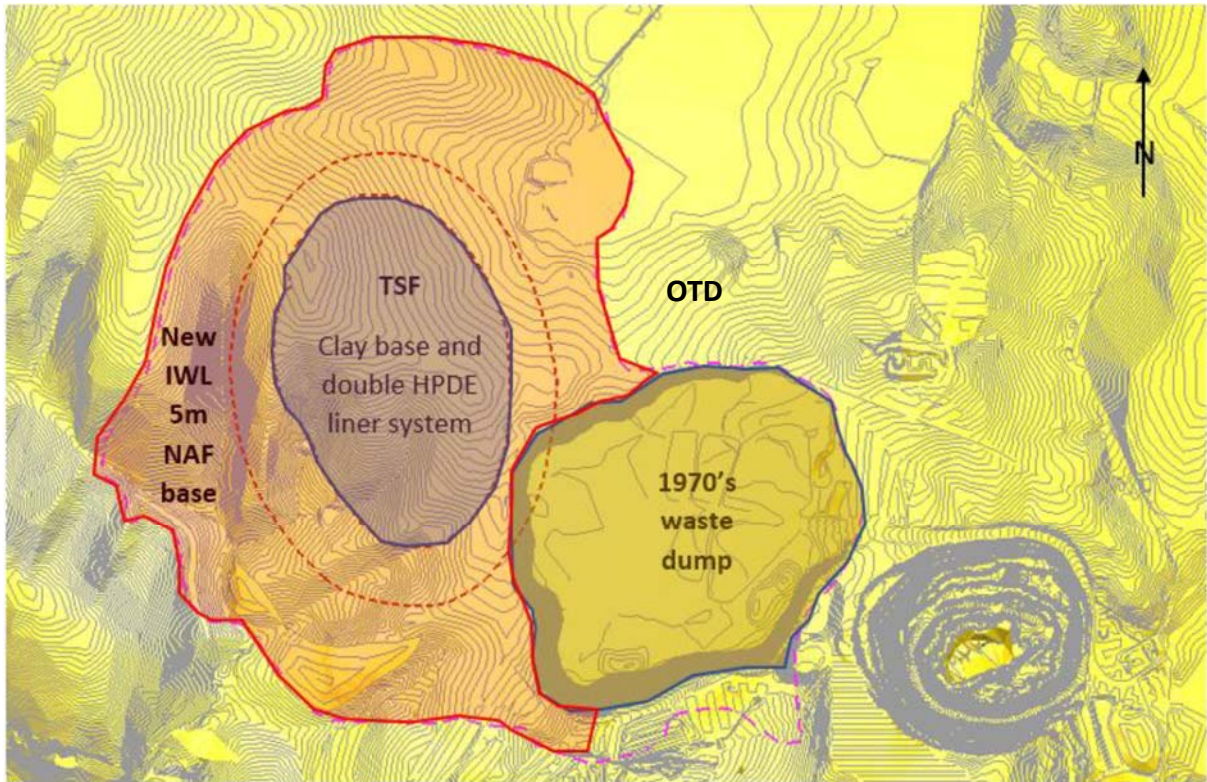 N
TSF
Clay base and
double HPDE
liner system
New
IWL
5m
NAF
base
OTD
1970's
waste
dump